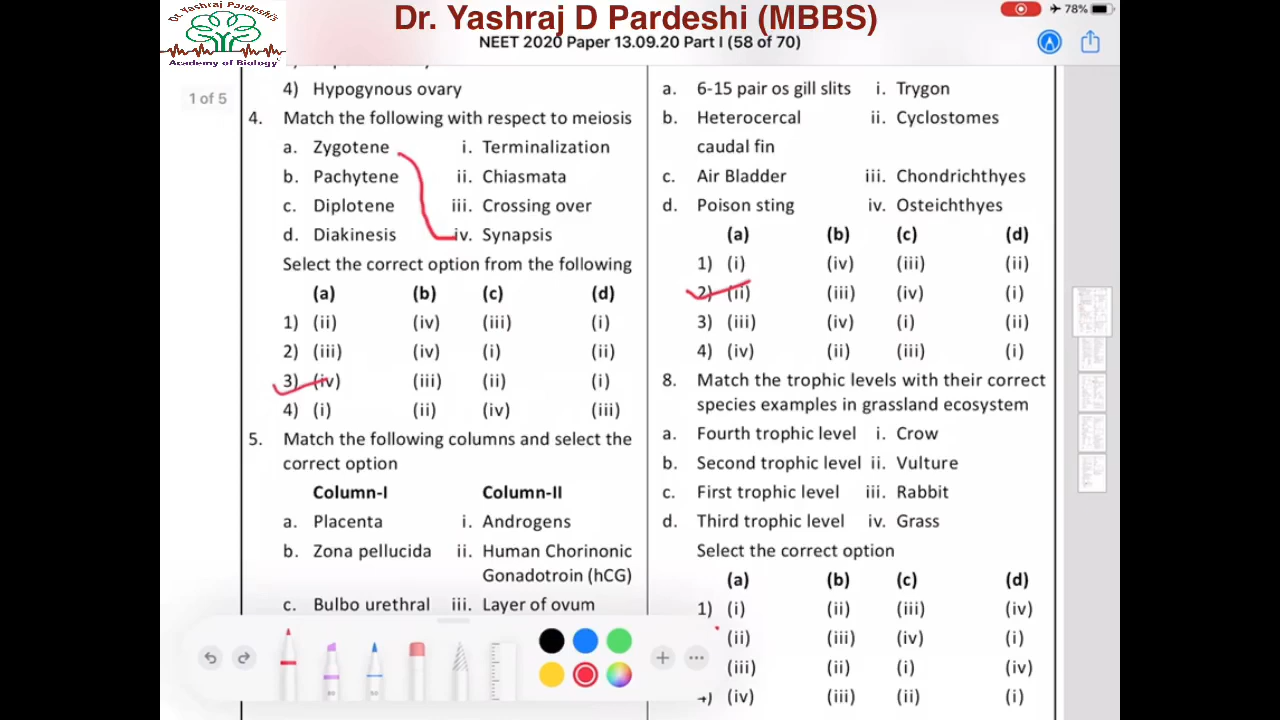 Dr. Yashraj Pardeshi's
Academy of Biology
Dr. Yashraj D Pardeshi (MBBS)
NEET 2020 Paper 13.09.20 Part I (58 of 70)
78%
1 of 5
4) Hypogynous ovary
4. Match the following with respect to meiosis
a. Zygotene i. Terminalization
b. Pachytene ii. Chiasmata
c. Diplotene iii. Crossing over
d. Diakinesis iv. Synapsis
Select the correct option from the following
(a) (b) (c) (d)
1) (ii) (iv) (iii) (i)
2) (iii) (iv) (i) (ii)
3) (iv) (iii) (ii) (i)
4) (i) (ii) (iv) (iii)
5. Match the following columns and select the
correct option
Column-I Column-II
a. Placenta i. Androgens
b. Zona pellucida ii. Human Chorinonic
Gonadotroin (hCG)
c. Bulbo urethral iii. Layer of ovum
a. 6-15 pair os gill slits i. Trygon
b. Heterocercal ii. Cyclostomes
caudal fin
c. Air Bladder iii. Chondrichthyes
d. Poison sting iv. Osteichthyes
(a) (b) (c) (d)
1) (i) (iv) (iii) (ii)
2) (ii) (iii) (iv) (i)
3) (iii) (iv) (i) (ii)
4) (iv) (ii) (iii) (i)
8. Match the trophic levels with their correct
species examples in grassland ecosystem
a. Fourth trophic level i. Crow
b. Second trophic level ii. Vulture
c. First trophic level iii. Rabbit
d. Third trophic level iv. Grass
Select the correct option
(a) (b) (c) (d)
1) (i) (ii) (iii) (iv)
(ii) (iii) (iv) (i)
(iii) (ii) (i) (iv)
(iv) (iii) (ii) (i)